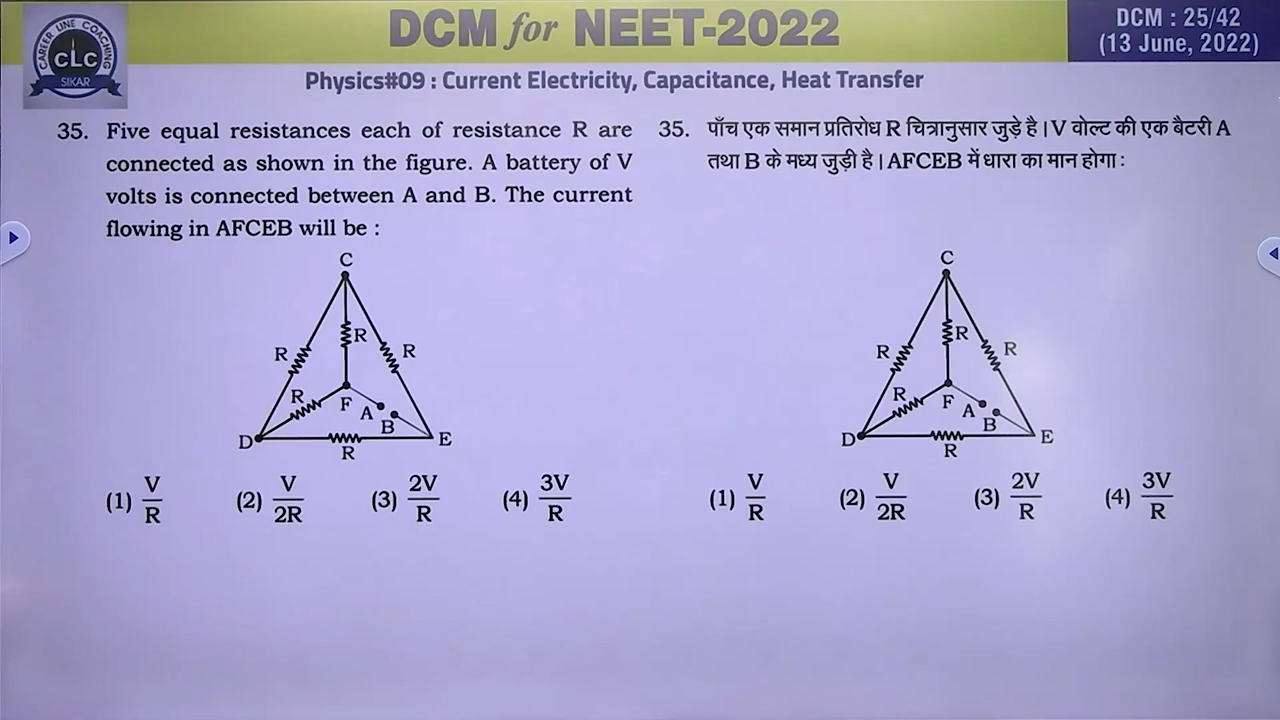 DCM for NEET-2022
DCM : 25/42
(13 June, 2022)
CAREER LINE COACHING
CLC
SIKAR
Physics#09 : Current Electricity, Capacitance, Heat Transfer
35. Five equal resistances each of resistance R are
connected as shown in the figure. A battery of V
volts is connected between A and B. The current
flowing in AFCEB will be :
C
R
R
R
R
F
A
B
D
E
R
(1) V/R
(2) V/2R
(3) 2V/R
(4) 3V/R
35. पाँच एक समान प्रतिरोध R चित्रानुसार जुड़े है। V वोल्ट की एक बैटरी A
तथा B के मध्य जुड़ी है। AFCEB में धारा का मान होगा :
C
R
R
R
R
F
A
B
D
E
R
(1) V/R
(2) V/2R
(3) 2V/R
(4) 3V/R